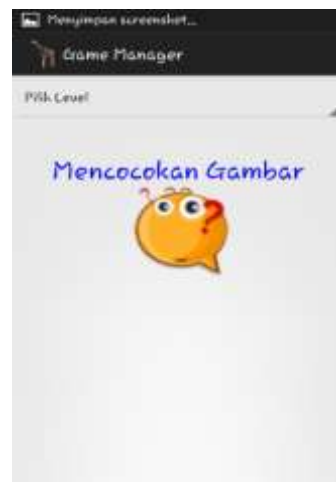 Menyimpan screenshot...
Game Manager
Pilih Level
Mencocokan Gambar
? ? ? ?